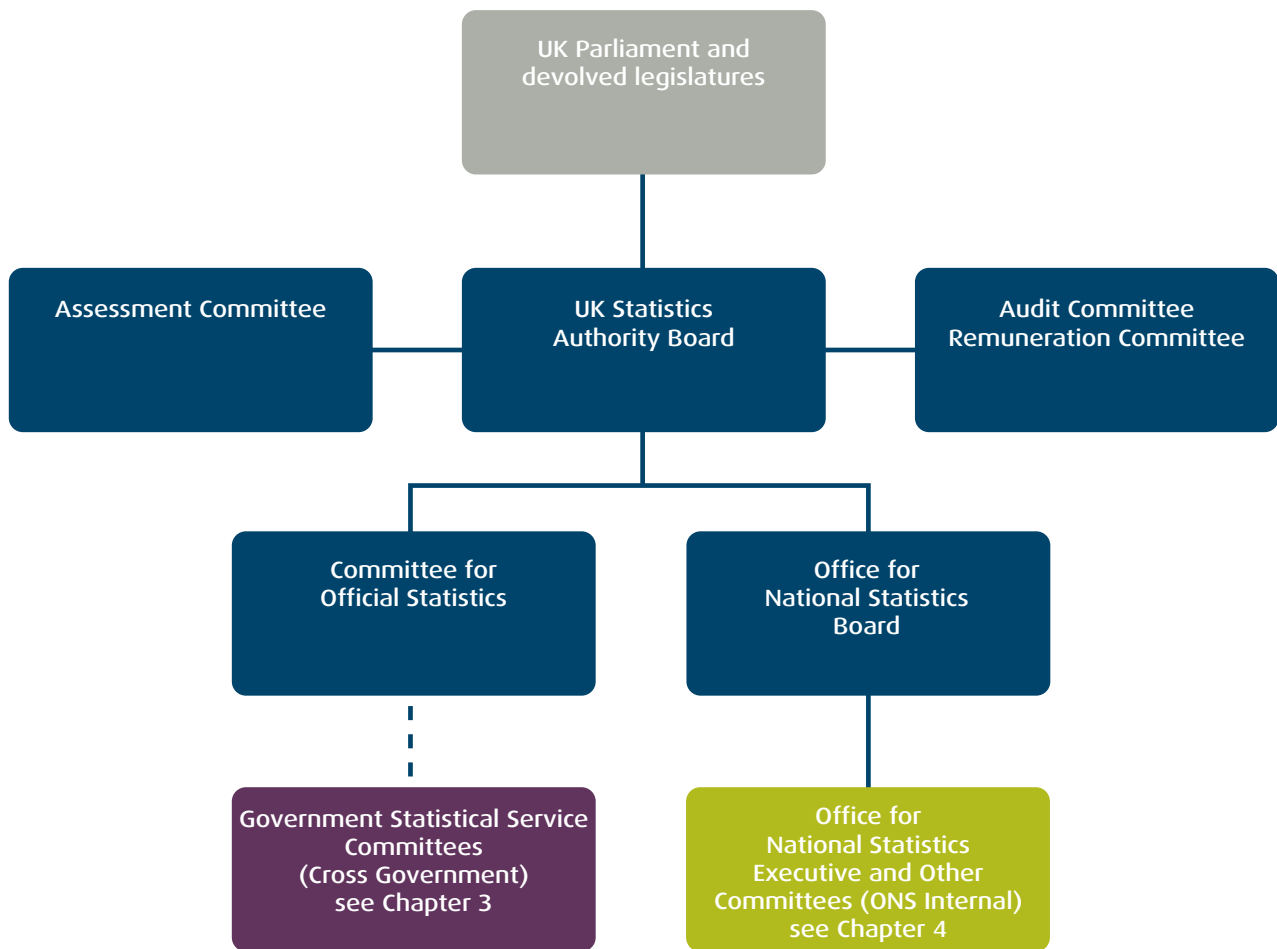 UK Parliament and
devolved legislatures
Assessment Committee
UK Statistics
Authority Board
Audit Committee
Remuneration Committee
Committee for
Official Statistics
Office for
National Statistics
Board
Government Statistical Service
Committees
(Cross Government)
see Chapter 3
Office for
National Statistics
Executive and Other
Committees (ONS Internal)
see Chapter 4